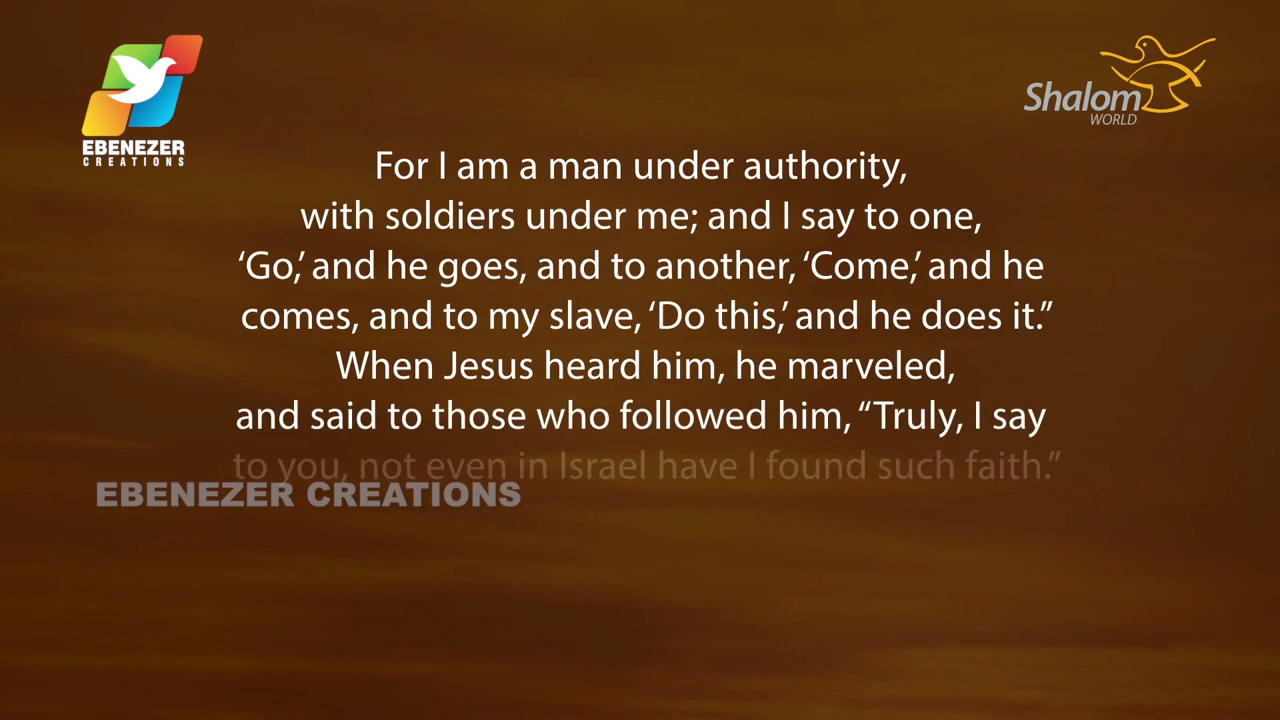 EBENEZER
CREATIONS
Shalom
WORLD
For I am a man under authority,
with soldiers under me; and I say to one,
‘Go,’ and he goes, and to another, ‘Come,’ and he
comes, and to my slave, ‘Do this,’ and he does it.”
When Jesus heard him, he marveled,
and said to those who followed him, “Truly, I say
to you, not even in Israel have I found such faith.”
EBENEZER CREATIONS